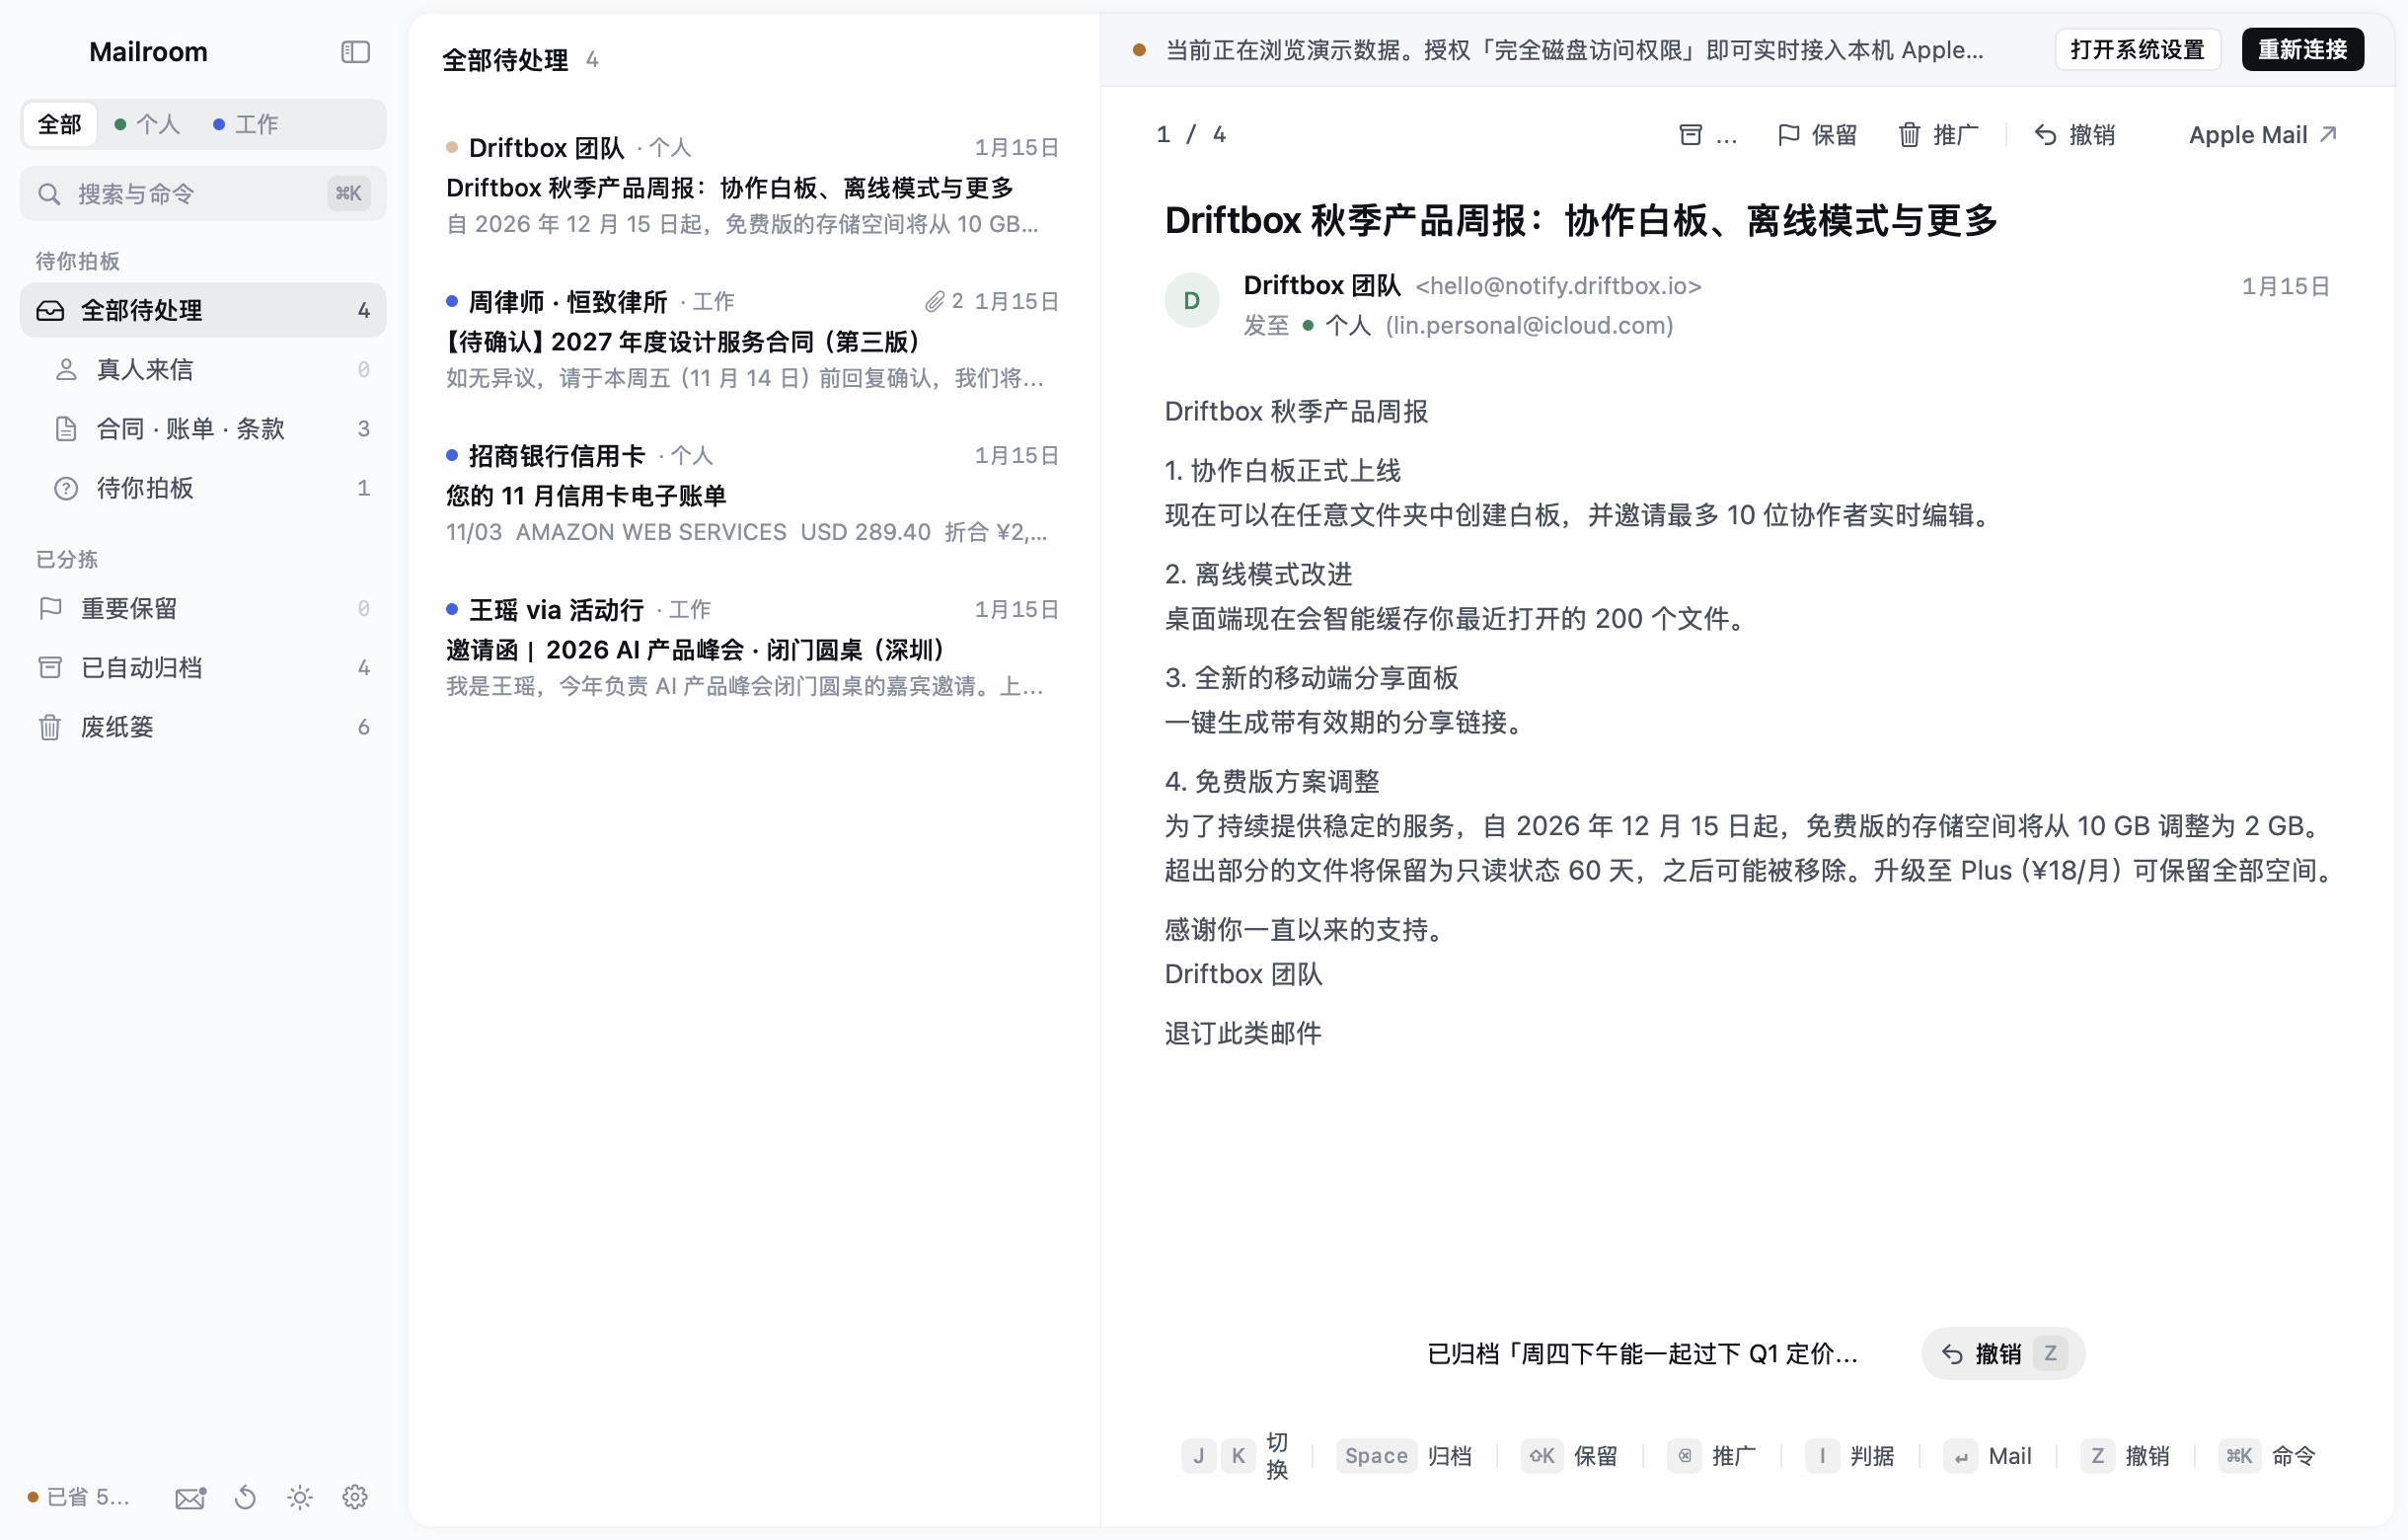 Mailroom
全部
个人
工作
搜索与命令 ⌘K
待你拍板
全部待处理 4
真人来信 0
合同 · 账单 · 条款 3
待你拍板 1
已分拣
重要保留 0
已自动归档 4
废纸篓 6
已省 5...
全部待处理 4
Driftbox 团队 · 个人 1月15日
Driftbox 秋季产品周报：协作白板、离线模式与更多
自 2026 年 12 月 15 日起，免费版的存储空间将从 10 GB...
周律师 · 恒致律所 · 工作 2 1月15日
【待确认】2027 年度设计服务合同（第三版）
如无异议，请于本周五（11 月 14 日）前回复确认，我们将...
招商银行信用卡 · 个人 1月15日
您的 11 月信用卡电子账单
11/03 AMAZON WEB SERVICES USD 289.40 折合 ¥2,...
王瑶 via 活动行 · 工作 1月15日
邀请函｜2026 AI 产品峰会 · 闭门圆桌（深圳）
我是王瑶，今年负责 AI 产品峰会闭门圆桌的嘉宾邀请。上...
当前正在浏览演示数据。授权「完全磁盘访问权限」即可实时接入本机 Apple...
打开系统设置
重新连接
1 / 4
...
保留
推广
撤销
Apple Mail
Driftbox 秋季产品周报：协作白板、离线模式与更多
D
Driftbox 团队 <hello@notify.driftbox.io> 1月15日
发至 个人 (lin.personal@icloud.com)
Driftbox 秋季产品周报
1. 协作白板正式上线
现在可以在任意文件夹中创建白板，并邀请最多 10 位协作者实时编辑。
2. 离线模式改进
桌面端现在会智能缓存你最近打开的 200 个文件。
3. 全新的移动端分享面板
一键生成带有效期的分享链接。
4. 免费版方案调整
为了持续提供稳定的服务，自 2026 年 12 月 15 日起，免费版的存储空间将从 10 GB 调整为 2 GB。
超出部分的文件将保留为只读状态 60 天，之后可能被移除。升级至 Plus（¥18/月）可保留全部空间。
感谢你一直以来的支持。
Driftbox 团队
退订此类邮件
已归档「周四下午能一起过下 Q1 定价...
撤销 Z
J K 切换
Space 归档
⇧K 保留
⌫ 推广
I 判据
↵ Mail
Z 撤销
⌘K 命令